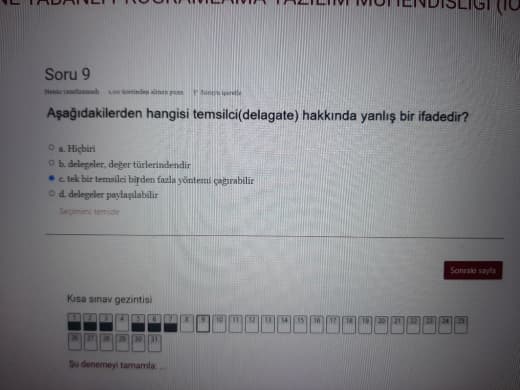 NE TABANLI PROGRAMLAMA YAZILIM MÜHENDİSLİĞİ (İÖ
Soru 9
Henüz cevaplanmadı 1,00 üzerinden alınan puan Soruyu işaretle
Aşağıdakilerden hangisi temsilci(delagate) hakkında yanlış bir ifadedir?
a. Hiçbiri
b. delegeler, değer türlerindendir
c. tek bir temsilci birden fazla yöntemi çağırabilir
d. delegeler paylaşılabilir
Seçimimi temizle
Sonraki sayfa
Kısa sınav gezintisi
1 2 3 4 5 6 7 8 9 10 11 12 13 14 15 16 17 18 19 20 21 22 23 24 25
26 27 28 29 30 31
Şu denemeyi tamamla: ...